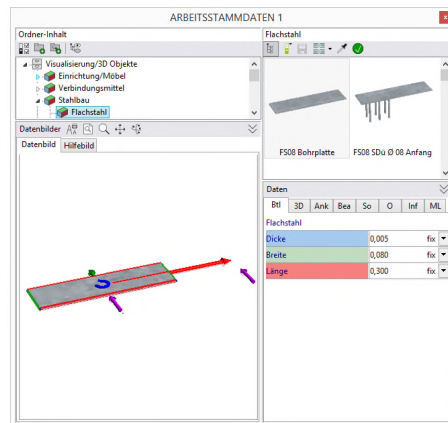 ARBEITSSTAMMDATEN 1
x
Ordner-Inhalt
Visualisierung/3D Objekte
Einrichtung/Möbel
Verbindungsmittel
Stahlbau
Flachstahl
Datenbilder
Datenbild Hilfebild
Flachstahl
FS08 Bohrplatte FS08 SDü Ø 08 Anfang
Daten
Btl 3D Ank Bea So O Inf ML
Flachstahl
Dicke 0,005 fix
Breite 0,080 fix
Länge 0,300 fix